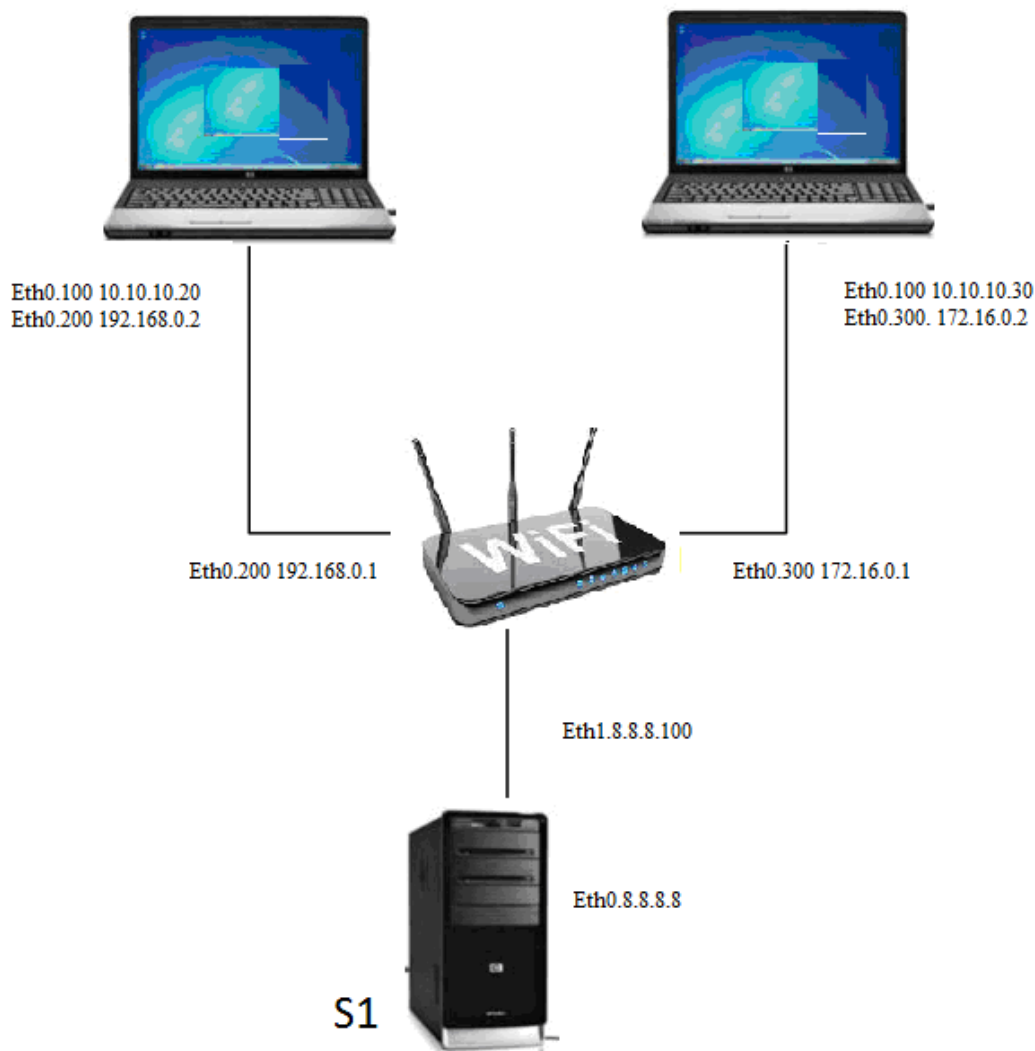 Eth0.100 10.10.10.20
Eth0.200 192.168.0.2
Eth0.100 10.10.10.30
Eth0.300. 172.16.0.2
WiFi
Eth0.200 192.168.0.1
Eth0.300 172.16.0.1
Eth1.8.8.8.100
Eth0.8.8.8.8
S1